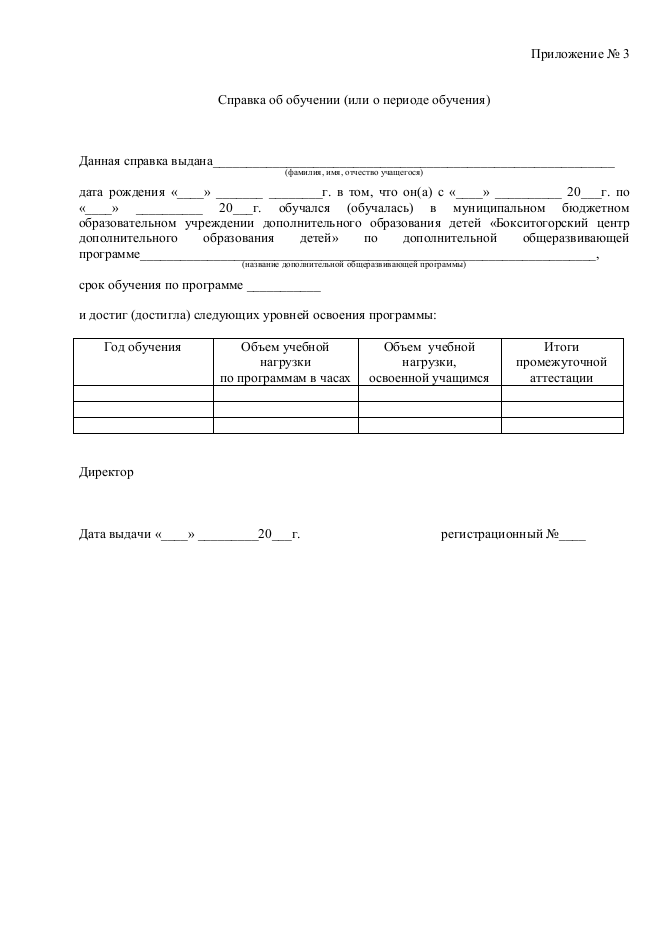 Приложение № 3
Справка об обучении (или о периоде обучения)
Данная справка выдана____________________________________________________________
(фамилия, имя, отчество учащегося)
дата рождения «____» _______ ________г. в том, что он(а) с «____» __________ 20___г. по
«____» __________ 20___г. обучался (обучалась) в муниципальном бюджетном
образовательном учреждении дополнительного образования детей «Бокситогорский центр
дополнительного образования детей» по дополнительной общеразвивающей
программе____________________________________________________________________,
(название дополнительной общеразвивающей программы)
срок обучения по программе ___________
и достиг (достигла) следующих уровней освоения программы:
Год обучения
Объем учебной
нагрузки
по программам в часах
Объем учебной
нагрузки,
освоенной учащимся
Итоги
промежуточной
аттестации
Директор
Дата выдачи «____» _________20___г.
регистрационный №____